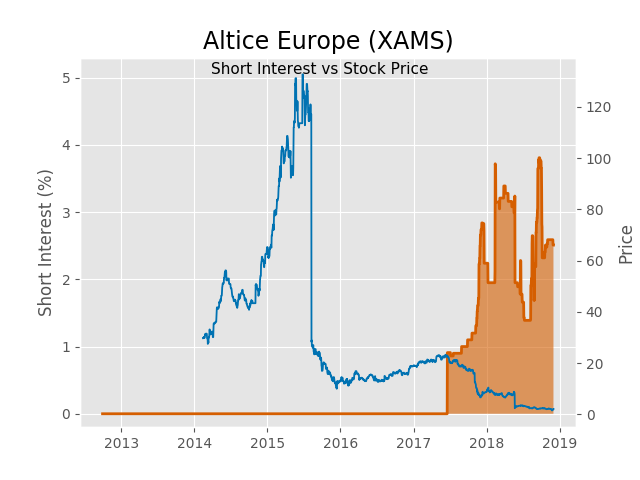 Altice Europe (XAMS)
Short Interest vs Stock Price
Short Interest (%)
5
4
3
2
1
0
120
100
80
60
40
20
0
Price
2013 2014 2015 2016 2017 2018 2019